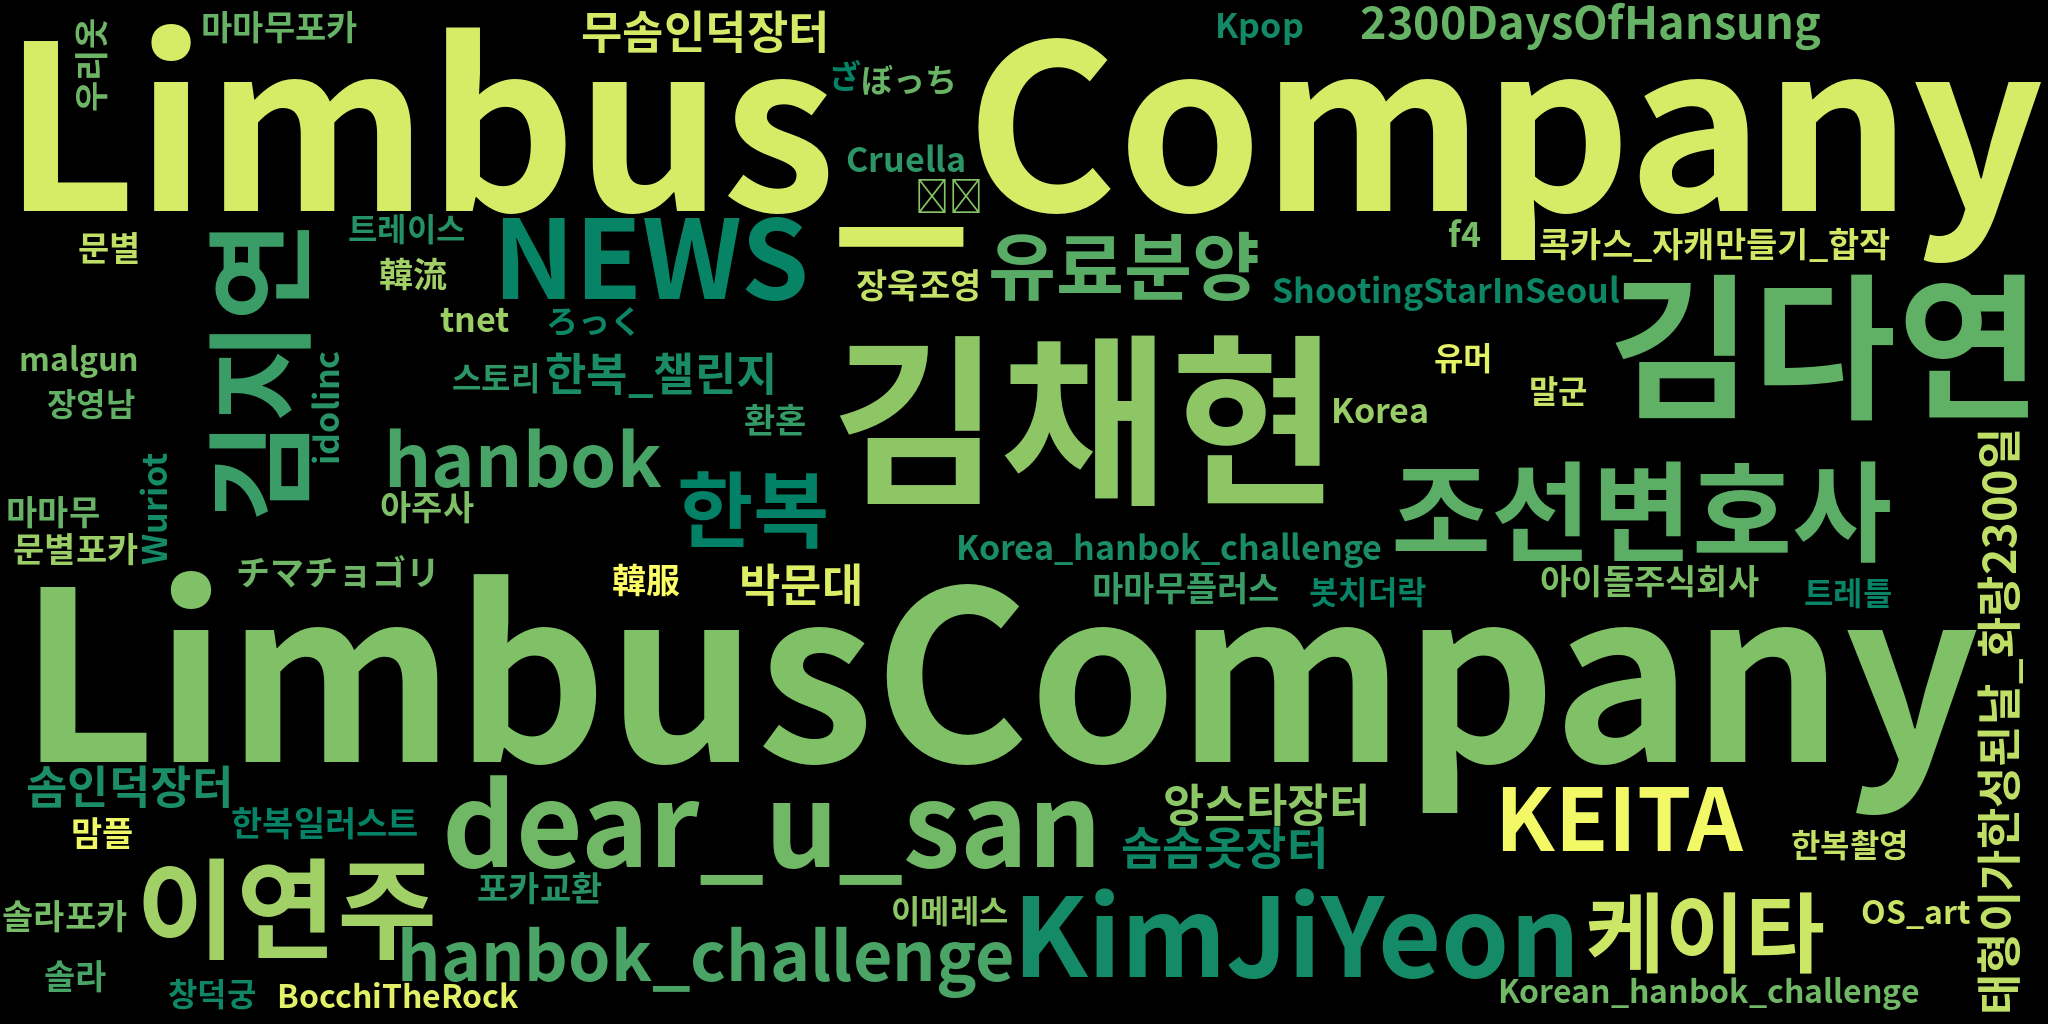 Limbus_Company
마마무포카
우리옷
무솜인덕장터
Kpop
2300DaysOfHansung
ざ
ぼっち
Cruella
문별
트레이스
韓流
NEWS
장욱조영
유료분양
f4
콕카스_자캐만들기_합작
ShootingStarInSeoul
김다연
김지연
idolinc
tnet
ろっく
malgun
장영남
스토리
한복_챌린지
환혼
김채현
유머
말군
Korea
hanbok
아주사
한복
조선변호사
마마무
문별포카
Wuriot
Korea_hanbok_challenge
チマチョゴリ
韓服
박문대
마마무플러스
봇치더락
아이돌주식회사
트레틀
태형이가한성된날_화랑2300일
LimbusCompany
솜인덕장터
맘플
한복일러스트
dear_u_san
앙스타장터
솜솜옷장터
KEITA
한복촬영
이연주
포카교환
이메레스
솔라포카
솔라
hanbok_challenge
KimJiYeon
케이타
OS_art
창덕궁
BocchiTheRock
Korean_hanbok_challenge